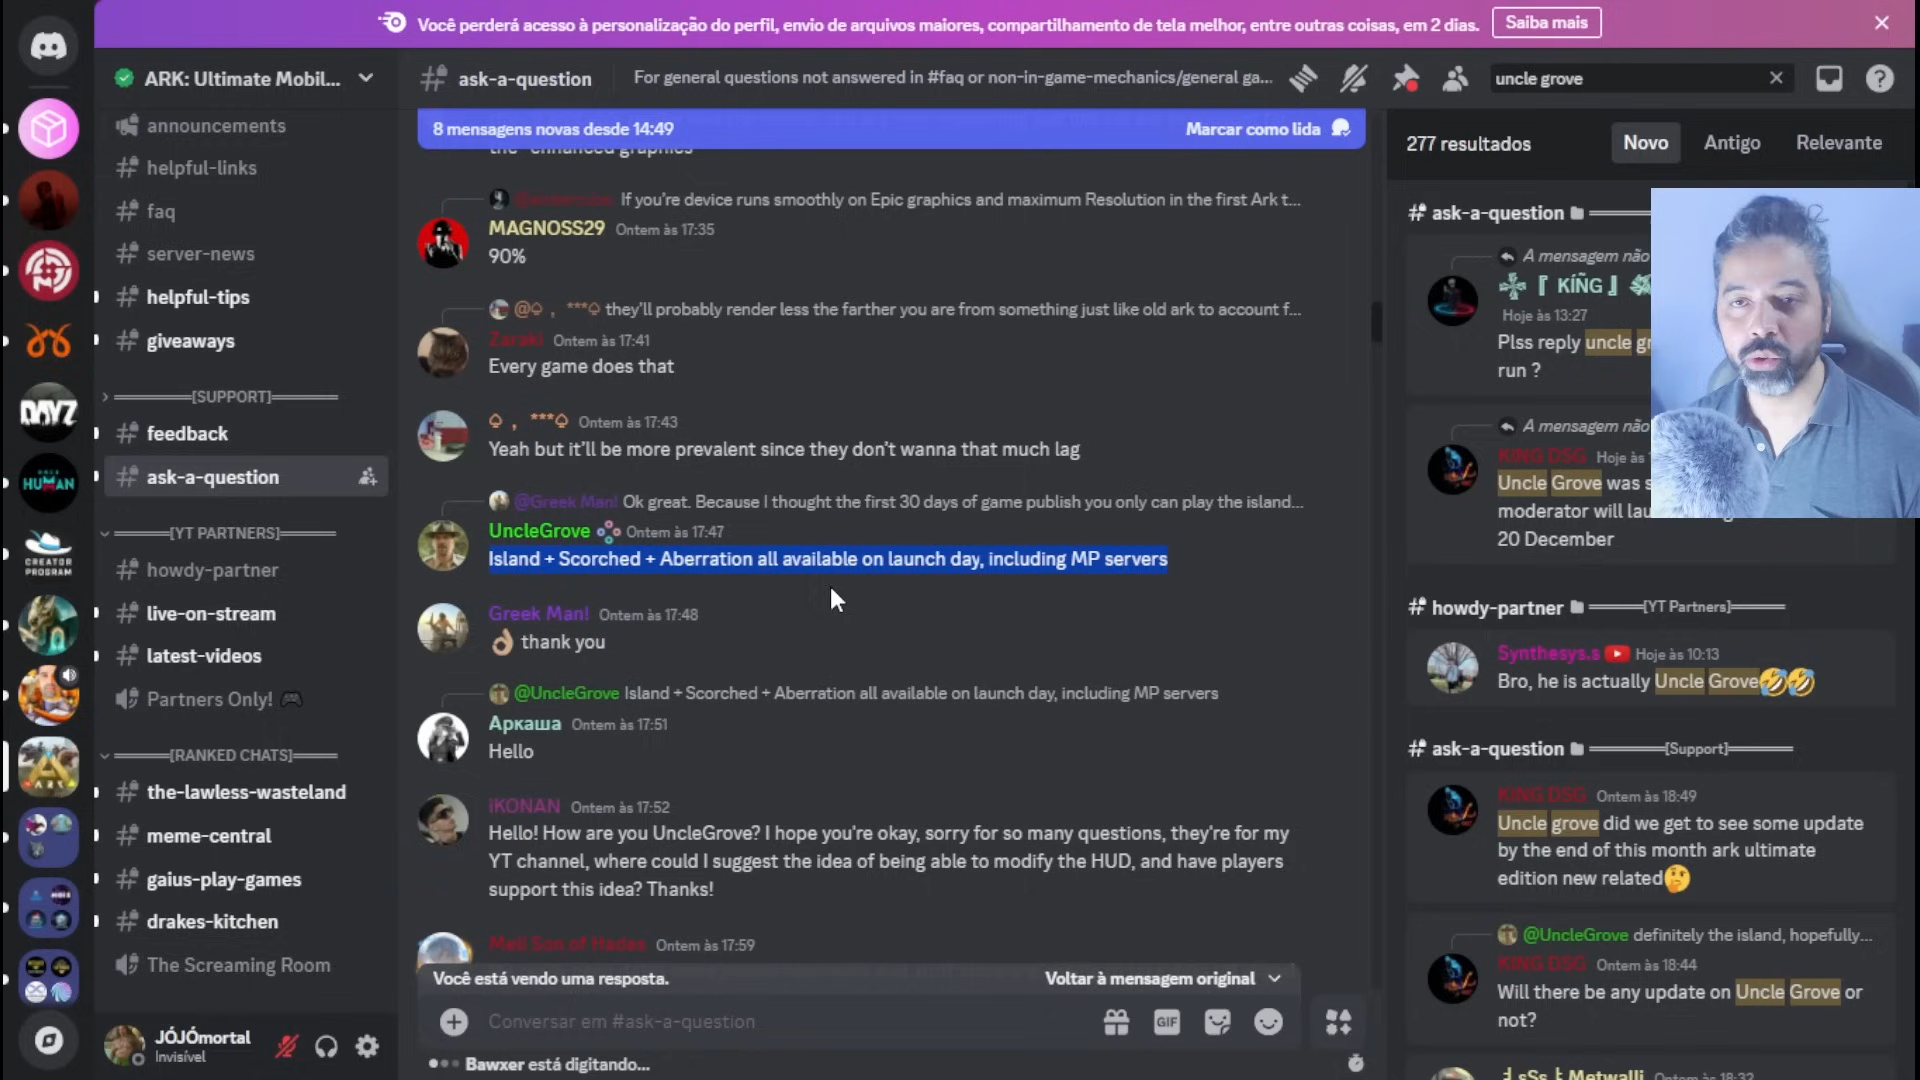 Você perderá acesso à personalização do perfil, envio de arquivos maiores, compartilhamento de tela melhor, entre outras coisas, em 2 dias.
Saiba mais
ARK: Ultimate Mobil...
announcements
helpful-links
faq
server-news
helpful-tips
giveaways
[SUPPORT]
feedback
ask-a-question
[YT PARTNERS]
howdy-partner
live-on-stream
latest-videos
Partners Only! 🎮
[RANKED CHATS]
the-lawless-wasteland
meme-central
gaius-play-games
drakes-kitchen
The Screaming Room
JÓJÓmortal
Invisível
DAYZ
ONCE
HUMAN
CREATOR
PROGRAM
ARK
ask-a-question
For general questions not answered in #faq or non-in-game-mechanics/general ga...
uncle grove
8 mensagens novas desde 14:49
Marcar como lida
the "enhanced graphics"
If you're device runs smoothly on Epic graphics and maximum Resolution in the first Ark t...
MAGNOSS29 Ontem às 17:35
90%
@♤ , ***♤ they'll probably render less the farther you are from something just like old ark to account f...
Zaraki Ontem às 17:41
Every game does that
♤ , ***♤ Ontem às 17:43
Yeah but it'll be more prevalent since they don't wanna that much lag
@Greek Man! Ok great. Because I thought the first 30 days of game publish you only can play the island...
UncleGrove Ontem às 17:47
Island + Scorched + Aberration all available on launch day, including MP servers
Greek Man! Ontem às 17:48
👌🏼 thank you
@UncleGrove Island + Scorched + Aberration all available on launch day, including MP servers
Аркаша Ontem às 17:51
Hello
iKONAN Ontem às 17:52
Hello! How are you UncleGrove? I hope you're okay, sorry for so many questions, they're for my
YT channel, where could I suggest the idea of being able to modify the HUD, and have players
support this idea? Thanks!
Meli Son of Hades Ontem às 17:59
Você está vendo uma resposta.
Voltar à mensagem original
Conversar em #ask-a-question
GIF
Bawxer está digitando...
277 resultados
Novo
Antigo
Relevante
ask-a-question
A mensagem não
『 KÍÑG 』
Hoje às 13:27
Plss reply uncle gr
run ?
A mensagem não
KING DSG Hoje às
Uncle Grove was s
moderator will lau
20 December
howdy-partner [YT Partners]
Synthesys.s Hoje às 10:13
Bro, he is actually Uncle Grove🤣🤣
ask-a-question [Support]
KING DSG Ontem às 18:49
Uncle grove did we get to see some update
by the end of this month ark ultimate
edition new related🤔
@UncleGrove definitely the island, hopefully...
KING DSG Ontem às 18:44
Will there be any update on Uncle Grove or
not?
Metwalli Ontem às 18:32